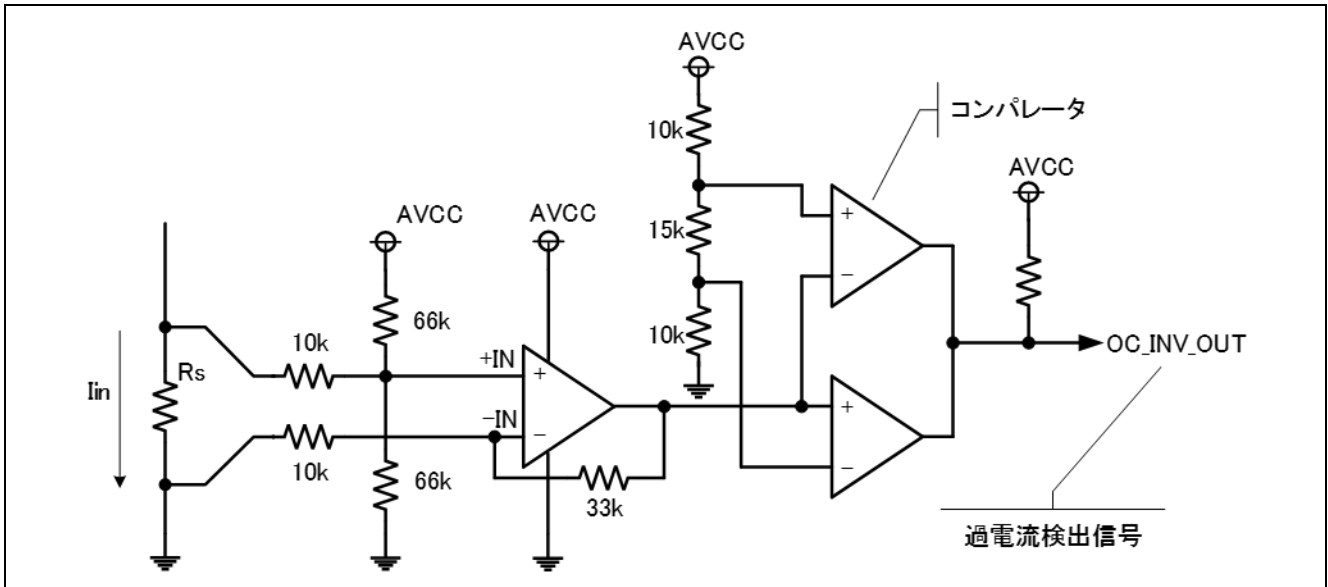 AVCC
10k
コンパレータ
AVCC
15k
AVCC
AVCC
66k
10k
+IN
+
-
10k
OC_INV_OUT
Iin
Rs
+
−IN
-
10k
66k
33k
+
-
過電流検出信号